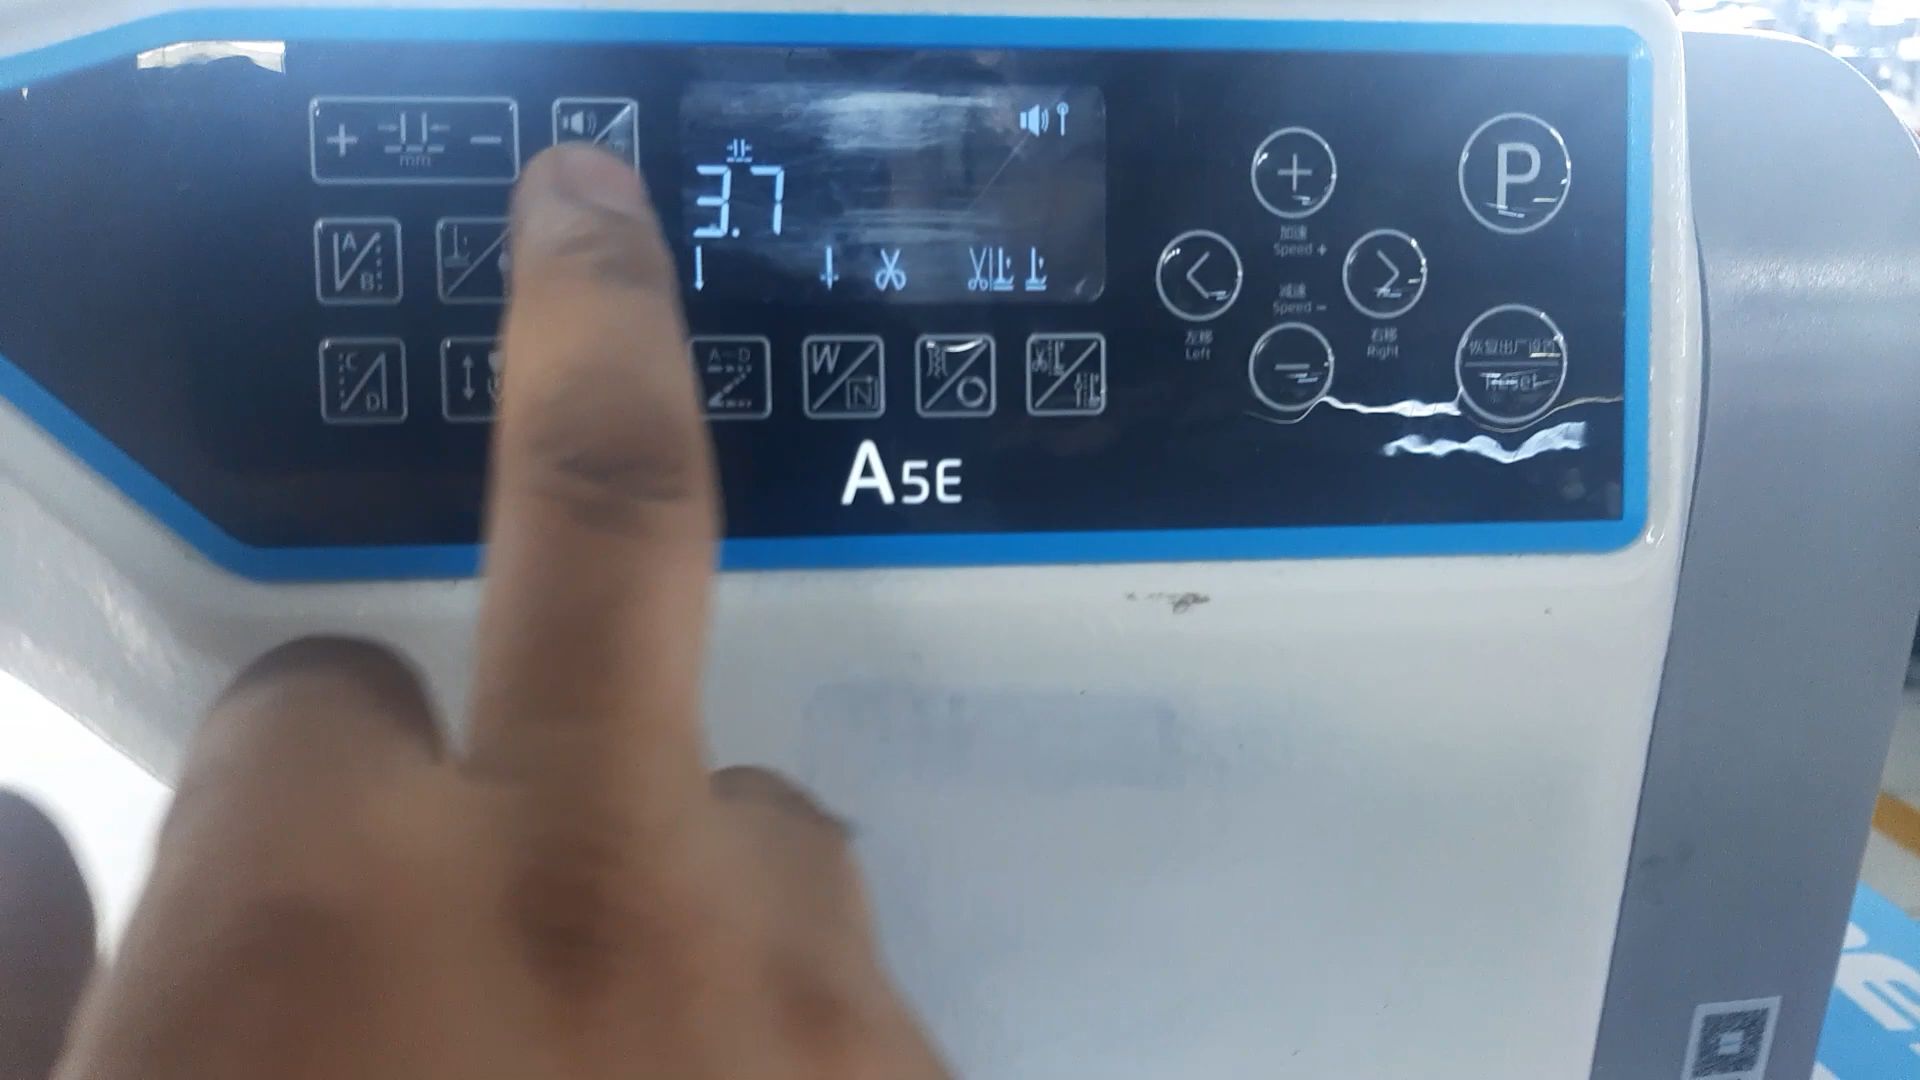 + mm −
3.7
A B
C D
A-D
W N
A5E
+
加速
Speed +
减速
Speed −
左移
Left
右移
Right
−
P
恢复出厂设置
Reset